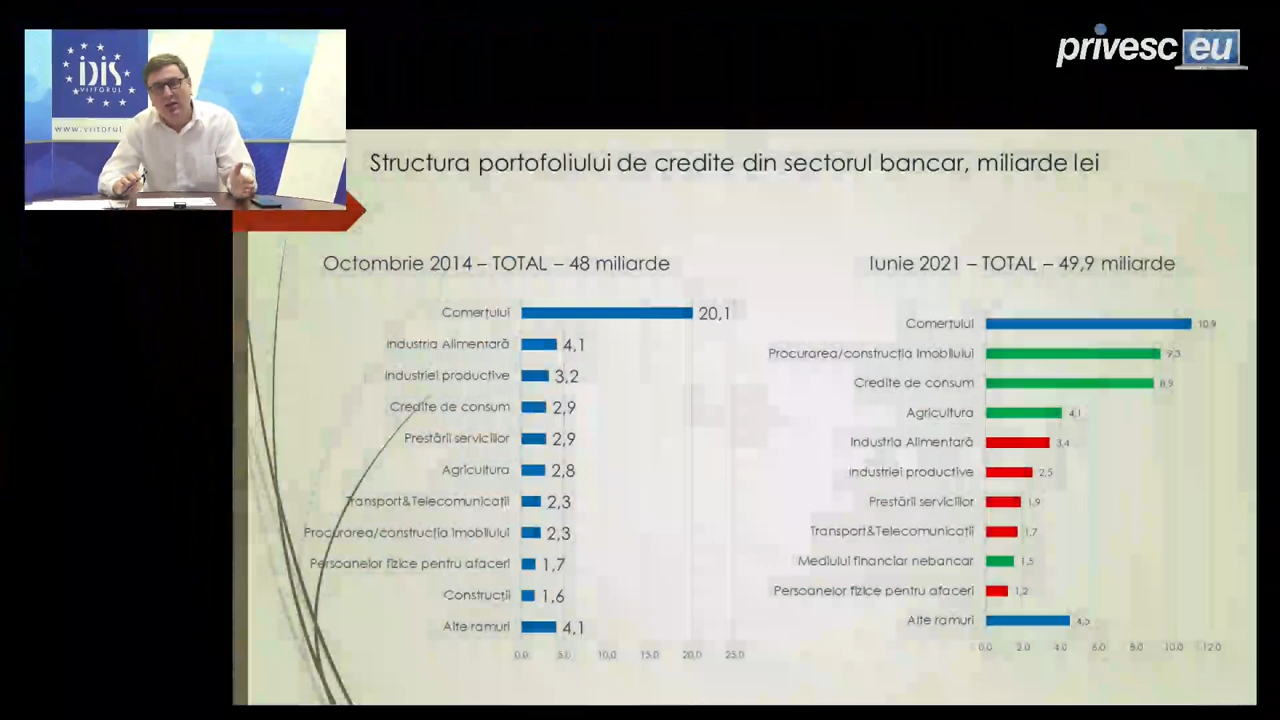 privesc eu
IDIS
VIITORUL
www.viitorul
Structura portofoliului de credite din sectorul bancar, miliarde lei
Octombrie 2014 – TOTAL – 48 miliarde
Comerțului 20,1
Industria Alimentară 4,1
Industriei productive 3,2
Credite de consum 2,9
Prestării serviciilor 2,9
Agricultura 2,8
Transport&Telecomunicații 2,3
Procurarea/construcția imobilului 2,3
Persoanelor fizice pentru afaceri 1,7
Construcții 1,6
Alte ramuri 4,1
0,0 5,0 10,0 15,0 20,0 25,0
Iunie 2021 – TOTAL – 49,9 miliarde
Comerțului 10,9
Procurarea/construcția imobilului 9,3
Credite de consum 8,9
Agricultura 4,1
Industria Alimentară 3,4
Industriei productive 2,5
Prestării serviciilor 1,9
Transport&Telecomunicații 1,7
Mediului financiar nebancar 1,5
Persoanelor fizice pentru afaceri 1,2
Alte ramuri
0,0 2,0 4,0 6,0 8,0 10,0 12,0